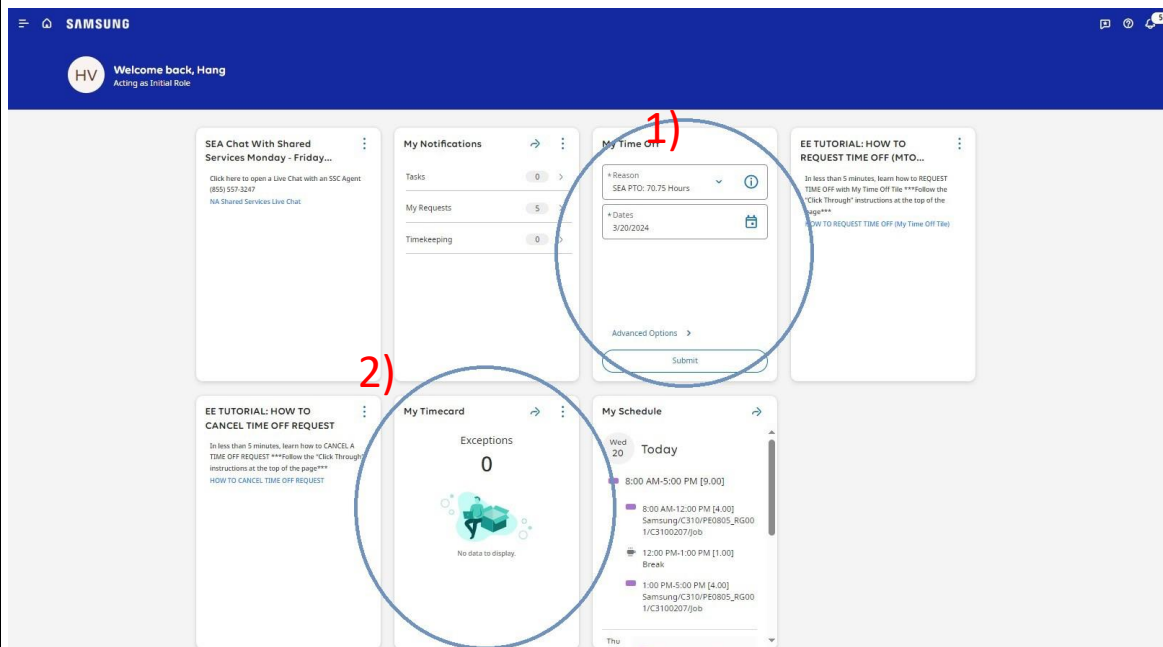 SAMSUNG
5
HV
Welcome back, Hang
Acting as Initial Role
SEA Chat With Shared
Services Monday - Friday...
Click here to open a Live Chat with an SSC Agent
(855) 557-3247
NA Shared Services Live Chat
My Notifications
Tasks
0
My Requests
5
Timekeeping
0
1)
My Time Off
*Reason
SEA PTO: 70.75 Hours
*Dates
3/20/2024
Advanced Options
Submit
EE TUTORIAL: HOW TO
REQUEST TIME OFF (MTO...
In less than 5 minutes, learn how to REQUEST
TIME OFF with My Time Off Tile ***Follow the
"Click Through" instructions at the top of the
page***
HOW TO REQUEST TIME OFF (My Time Off Tile)
2)
EE TUTORIAL: HOW TO
CANCEL TIME OFF REQUEST
In less than 5 minutes, learn how to CANCEL A
TIME OFF REQUEST ***Follow the "Click Through"
instructions at the top of the page***
HOW TO CANCEL TIME OFF REQUEST
My Timecard
Exceptions
0
No data to display.
My Schedule
Wed
20
Today
8:00 AM-5:00 PM [9.00]
8:00 AM-12:00 PM [4.00]
Samsung/C310/PE0805_RG00
1/C3100207/Job
12:00 PM-1:00 PM [1.00]
Break
1:00 PM-5:00 PM [4.00]
Samsung/C310/PE0805_RG00
1/C3100207/Job
Thu